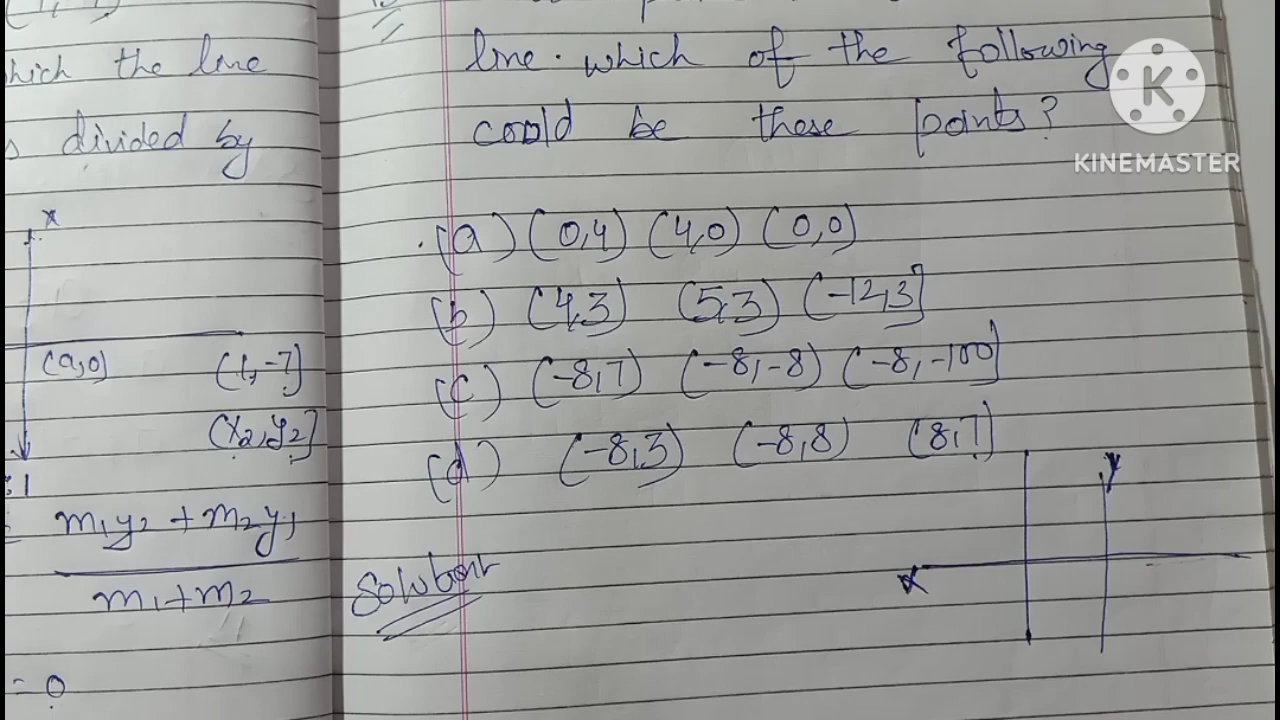 hich the line
s divided by
x
(a,0) (1,-7]
(x2,y2]
:1
m1y2 + m2y1
m1+m2
= 0
line. which of the following
coold be these points?
(a) (0,4) (4,0) (0,0)
(b) (4,3) (5,3) (-12,3]
(c) (-8,7) (-8,-8) (-8,-100]
(d) (-8,3) (-8,8) (8,7]
y
x
Solution
KINEMASTER